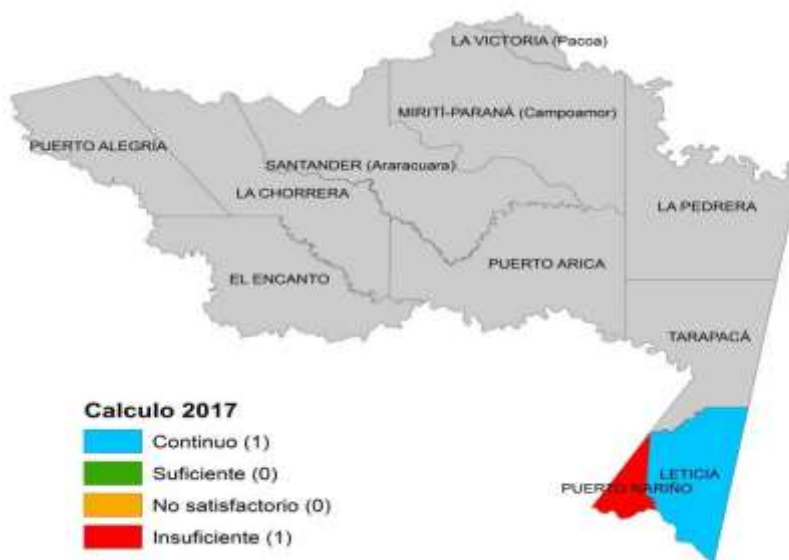 LA VICTORIA (Pacoa)
MIRITÍ-PARANÁ (Campoamor)
PUERTO ALEGRÍA
SANTANDER (Araracuara)
LA CHORRERA
LA PEDRERA
EL ENCANTO
PUERTO ARICA
TARAPACÁ
Calculo 2017
Continuo (1)
Suficiente (0)
No satisfactorio (0)
Insuficiente (1)
LETICIA
PUERTO NARIÑO